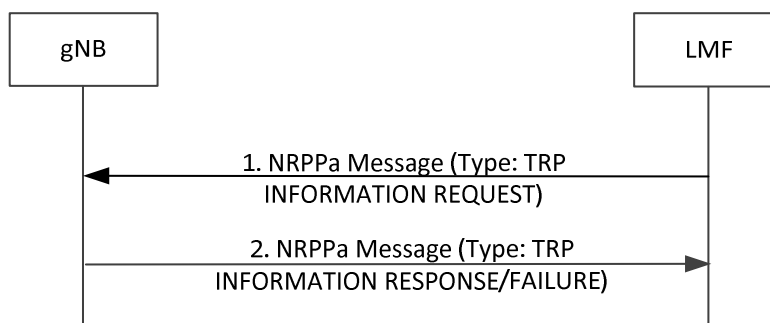 gNB
LMF
1. NRPPa Message (Type: TRP
INFORMATION REQUEST)
2. NRPPa Message (Type: TRP
INFORMATION RESPONSE/FAILURE)